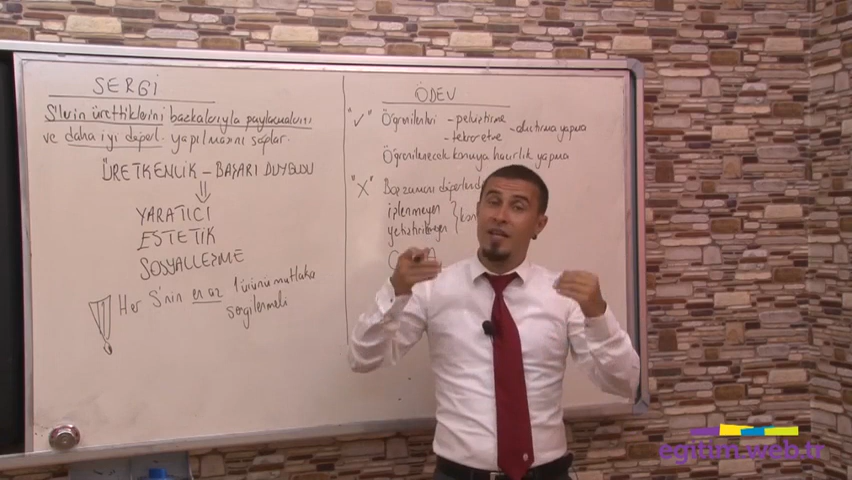 SERGİ
S'lerin ürettiklerini başkalarıyla paylaşmalarını
ve daha iyi değerl. yapılmasını sağlar.
ÜRETKENLİK - BAŞARI DUYGUSU
YARATICI
ESTETİK
SOSYALLEŞME
Her S'nin en az 1 ürünü mutlaka
sergilenmeli
ÖDEV
"✓" Öğrenilenleri - pekiştirme
- tekrar etme - alıştırma yapma
Öğrenilecek konuya hazırlık yapma
"X" Boş zamanı değerlendi
işlenmeyen
yetiştirilmeyen
egitim.web.tr